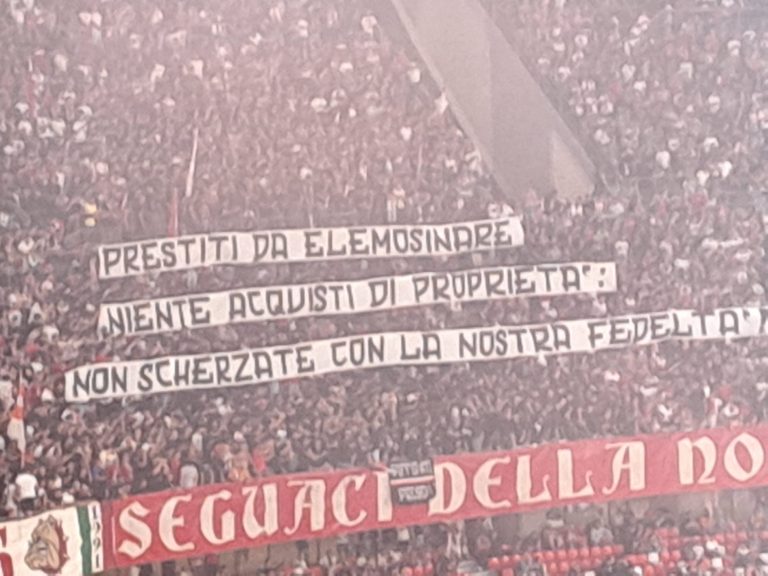 PRESTITI DA ELEMOSINARE
NIENTE ACQUISTI DI PROPRIETA':
NON SCHERZATE CON LA NOSTRA FEDELTA'
SEGUACI DELLA NO